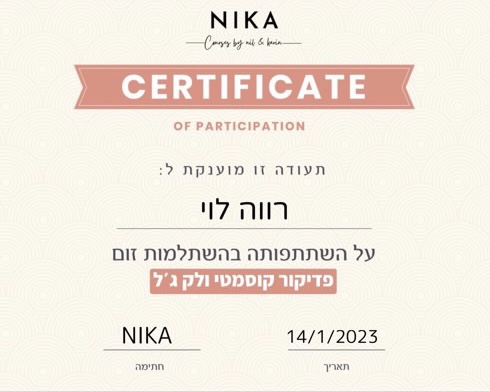 NIKA
Courses by nil & kevin
CERTIFICATE
OF PARTICIPATION
תעודה זו מוענקת ל:
רווה לוי
על השתתפותה בהשתלמות זום
פדיקור קוסמטי ולק ג׳ל
NIKA 14/1/2023
חתימה תאריך